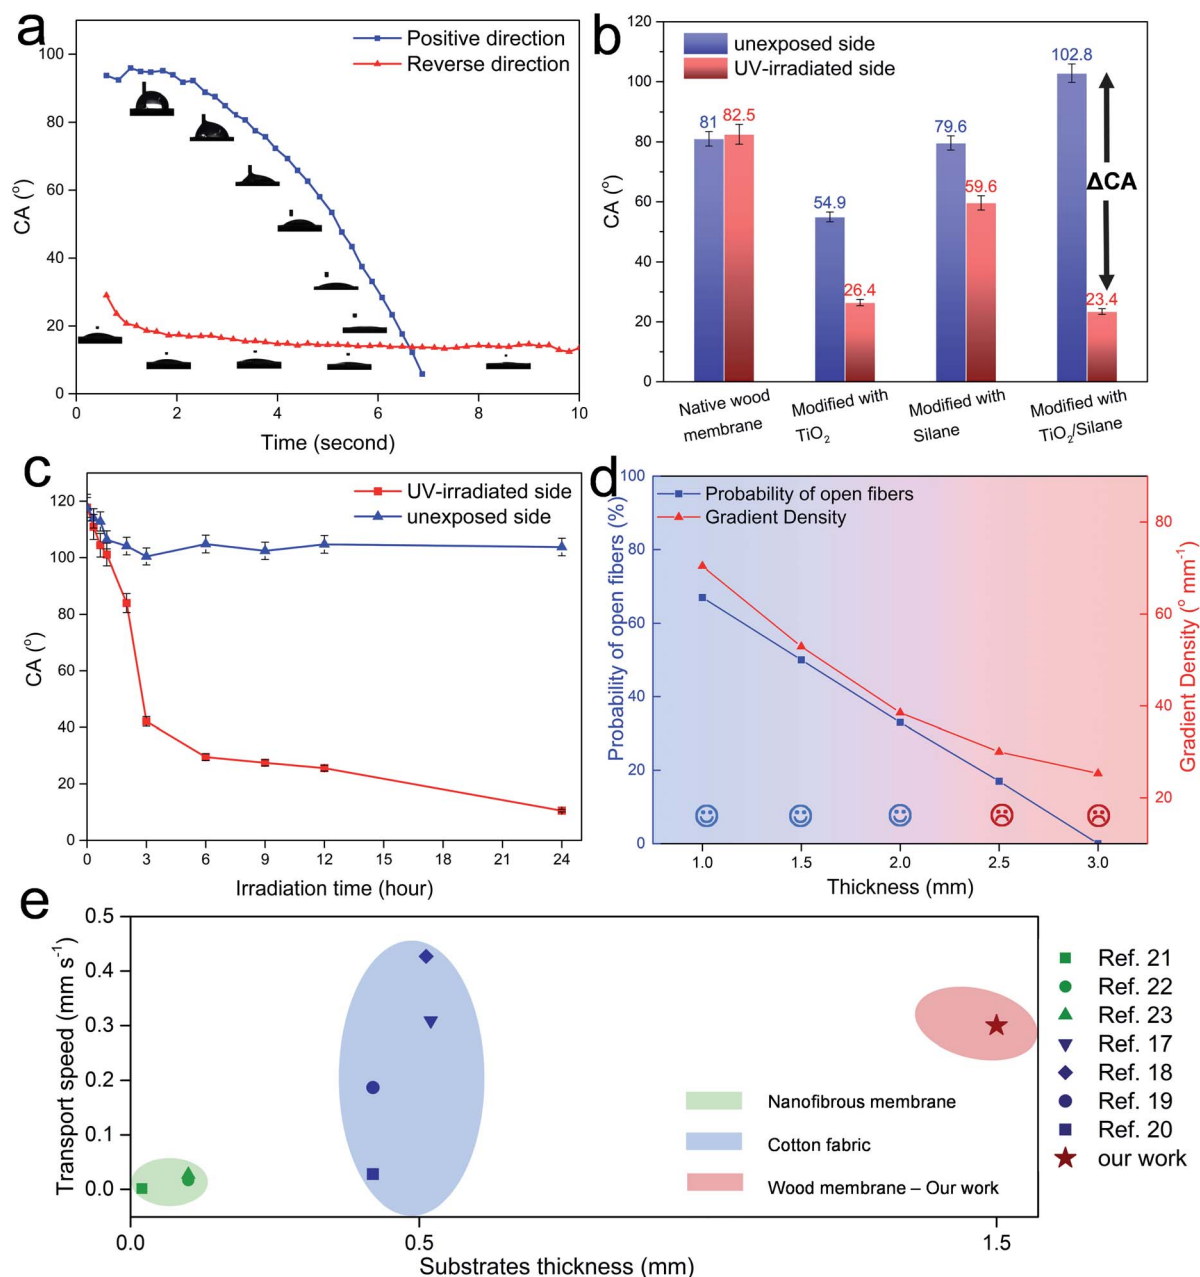 a
Positive direction
Reverse direction
100
80
60
40
20
0
CA (°)
0 2 4 6 8 10
Time (second)
b
unexposed side
UV-irradiated side
120
100
80
60
40
20
0
CA (°)
81
82.5
54.9
26.4
79.6
59.6
102.8
23.4
ΔCA
Native wood
membrane
Modified with
TiO₂
Modified with
Silane
Modified with
TiO₂/Silane
c
UV-irradiated side
unexposed side
120
100
80
60
40
20
0
CA (°)
0 3 6 9 12 15 18 21 24
Irradiation time (hour)
d
Probability of open fibers
Gradient Density
100
80
60
40
20
0
Probability of open fibers (%)
80
60
40
20
Gradient Density (° mm⁻¹)
1.0 1.5 2.0 2.5 3.0
Thickness (mm)
e
0.5
0.4
0.3
0.2
0.1
0.0
Transport speed (mm s⁻¹)
Nanofibrous membrane
Cotton fabric
Wood membrane – Our work
0.0 0.5 1.5
Substrates thickness (mm)
Ref. 21
Ref. 22
Ref. 23
Ref. 17
Ref. 18
Ref. 19
Ref. 20
our work